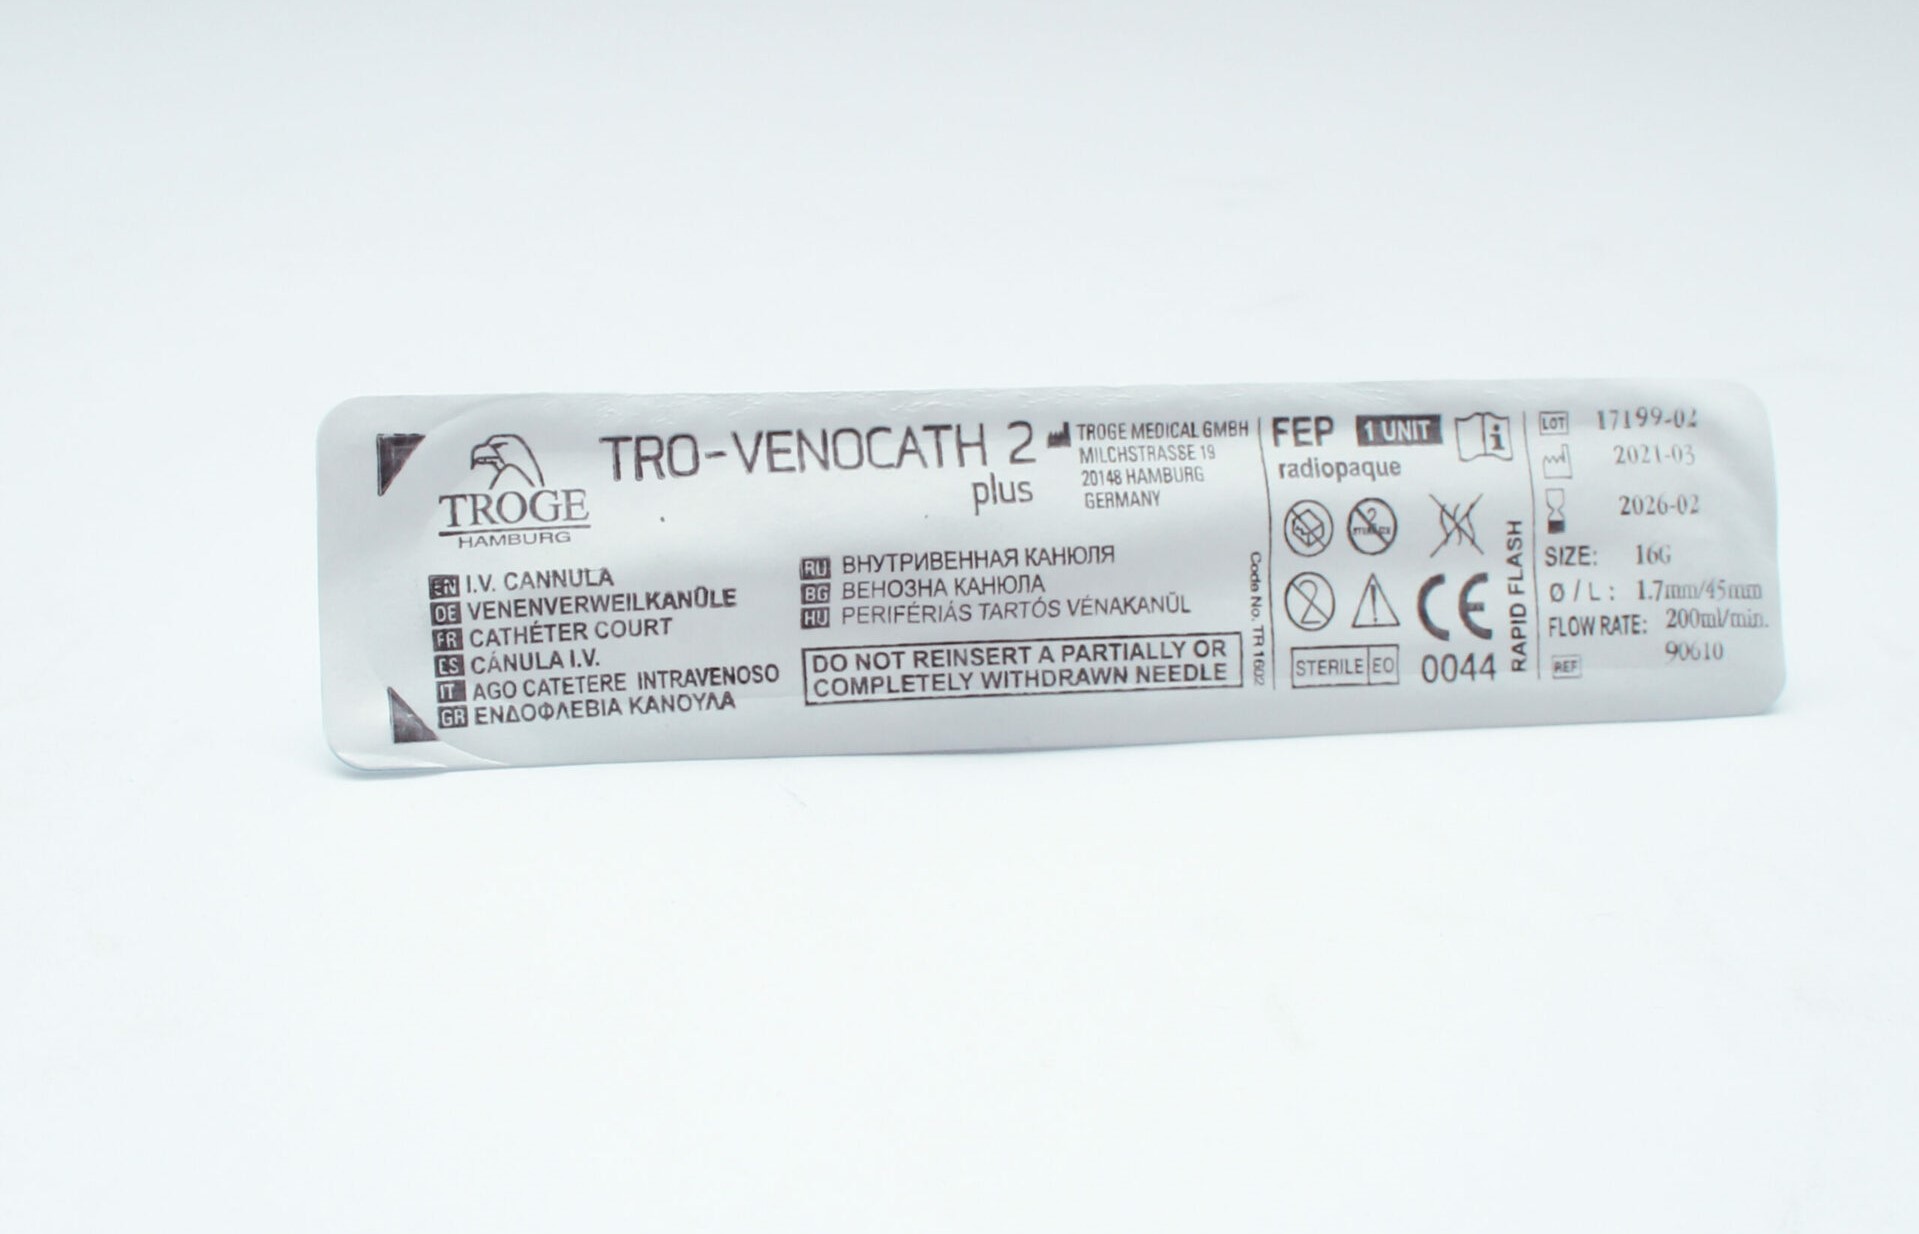 TROGE
HAMBURG
TRO-VENOCATH 2
plus
TROGE MEDICAL GMBH
MILCHSTRASSE 19
20148 HAMBURG
GERMANY
EN I.V. CANNULA
DE VENENVERWEILKANÜLE
FR CATHÉTER COURT
ES CÁNULA I.V.
IT AGO CATETERE INTRAVENOSO
GR ΕΝΔΟΦΛΕΒΙΑ ΚΑΝΟΥΛΑ
RU ВНУТРИВЕННАЯ КАНЮЛЯ
BG ВЕНОЗНА КАНЮЛА
HU PERIFÉRIÁS TARTÓS VÉNAKANÜL
DO NOT REINSERT A PARTIALLY OR
COMPLETELY WITHDRAWN NEEDLE
Code No. TR 1602
FEP 1 UNIT
radiopaque
2
2
CE
STERILE EO 0044
RAPID FLASH
LOT 17199-02
2021-03
2026-02
SIZE: 16G
Ø / L: 1.7mm/45mm
FLOW RATE: 200ml/min.
REF 90610